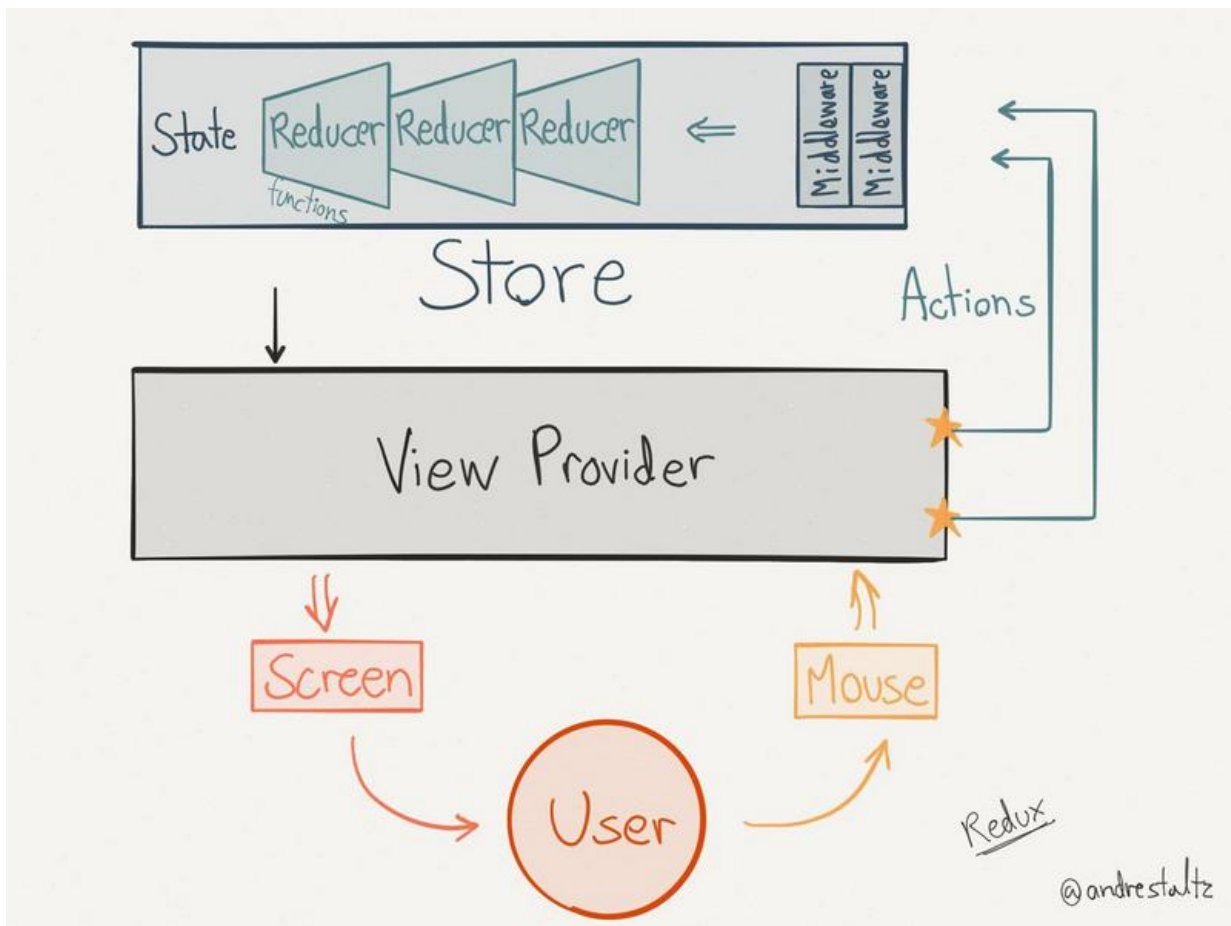 State
Reducer
Reducer
Reducer
functions
Middleware
Middleware
Store
Actions
View Provider
Screen
Mouse
User
Redux
@andrestaltz